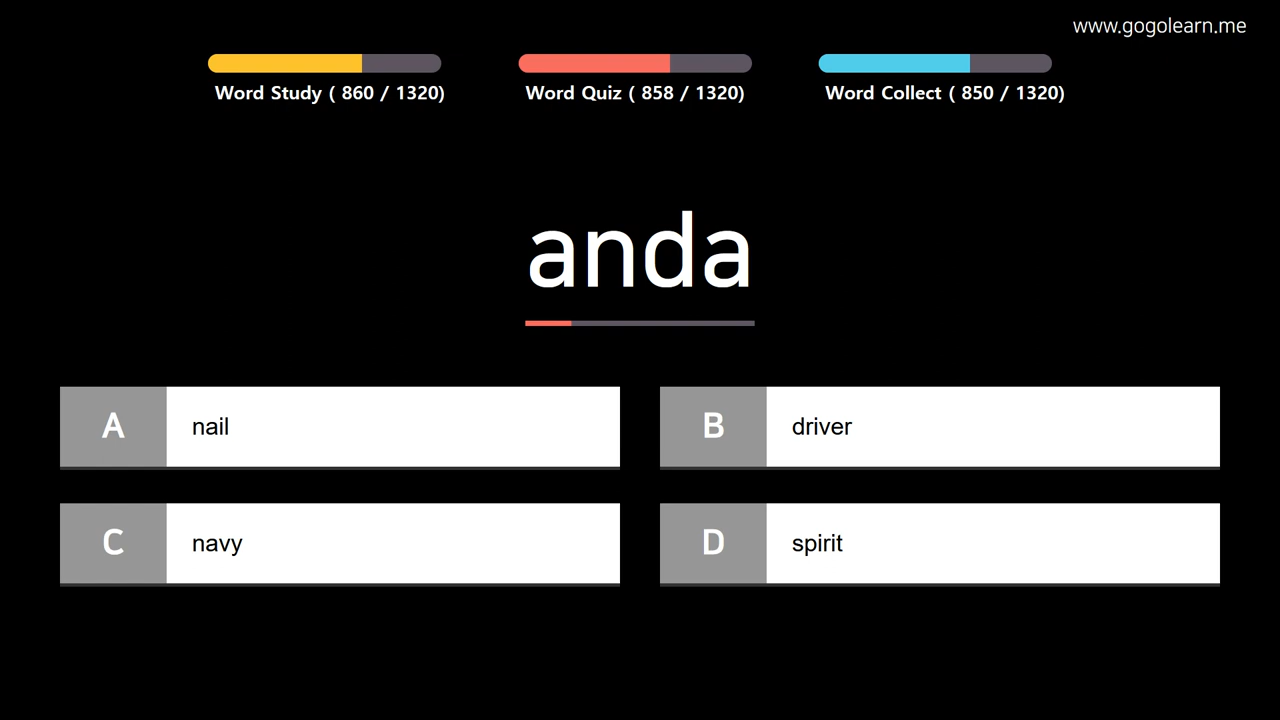 www.gogolearn.me
Word Study ( 860 / 1320)
Word Quiz ( 858 / 1320)
Word Collect ( 850 / 1320)
anda
A
nail
B
driver
C
navy
D
spirit